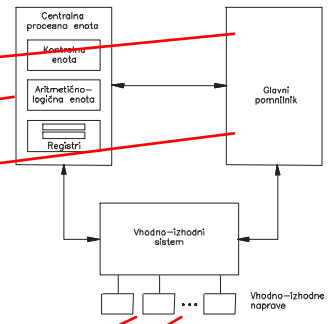 Centralna
procesna enota
Kontrolna
enota
Aritmetično-
logična enota
Registri
Glavni
pomnilnik
Vhodno-izhodni
sistem
Vhodno-izhodne
naprave